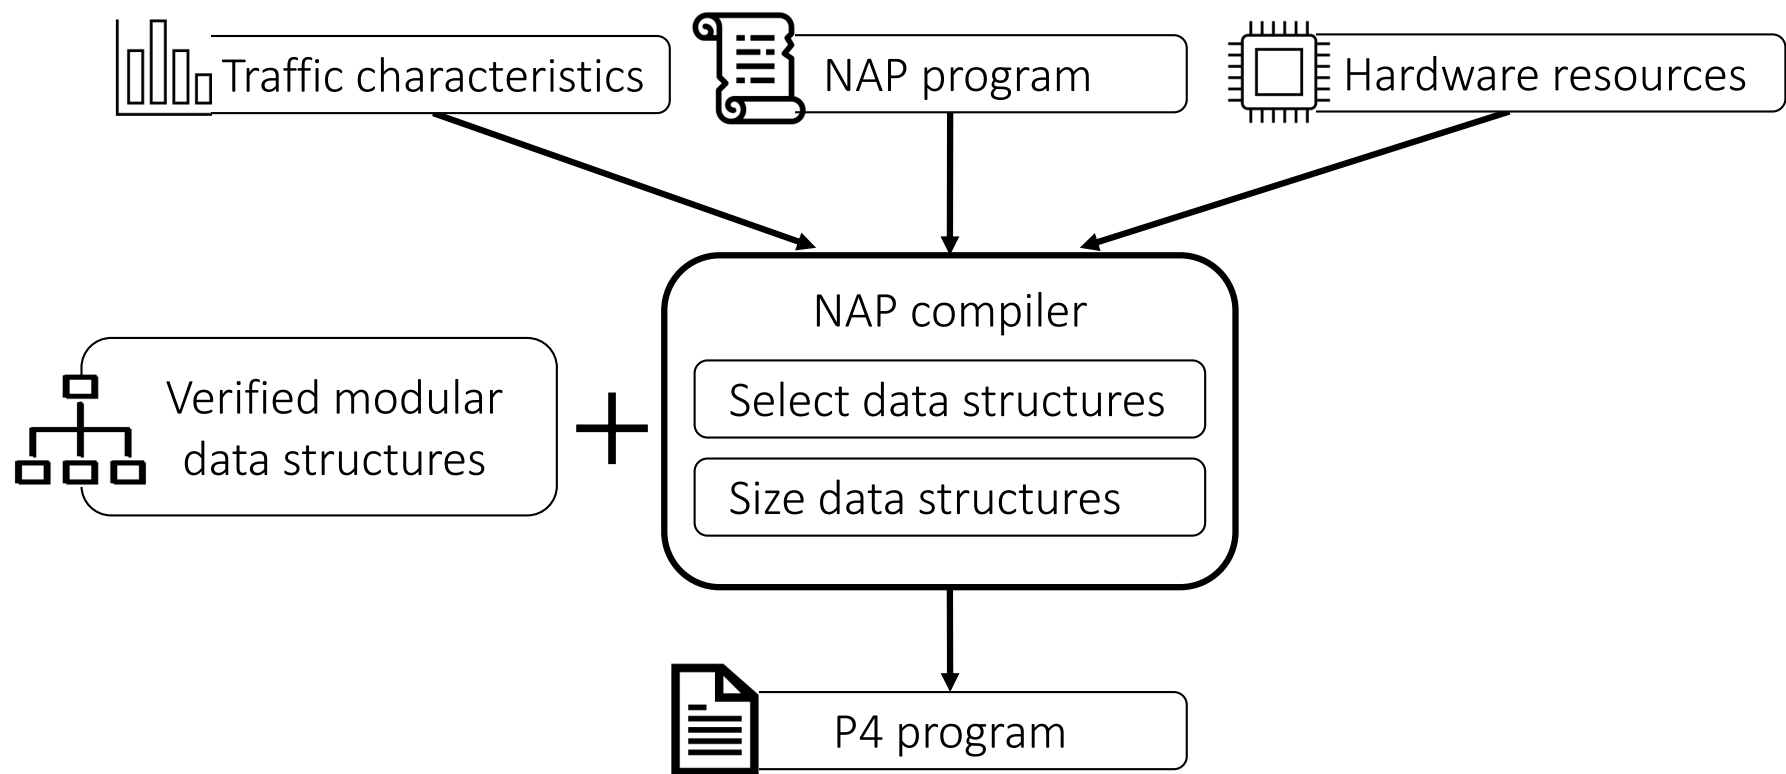 Traffic characteristics
NAP program
Hardware resources
NAP compiler
Verified modular
data structures
Select data structures
Size data structures
P4 program